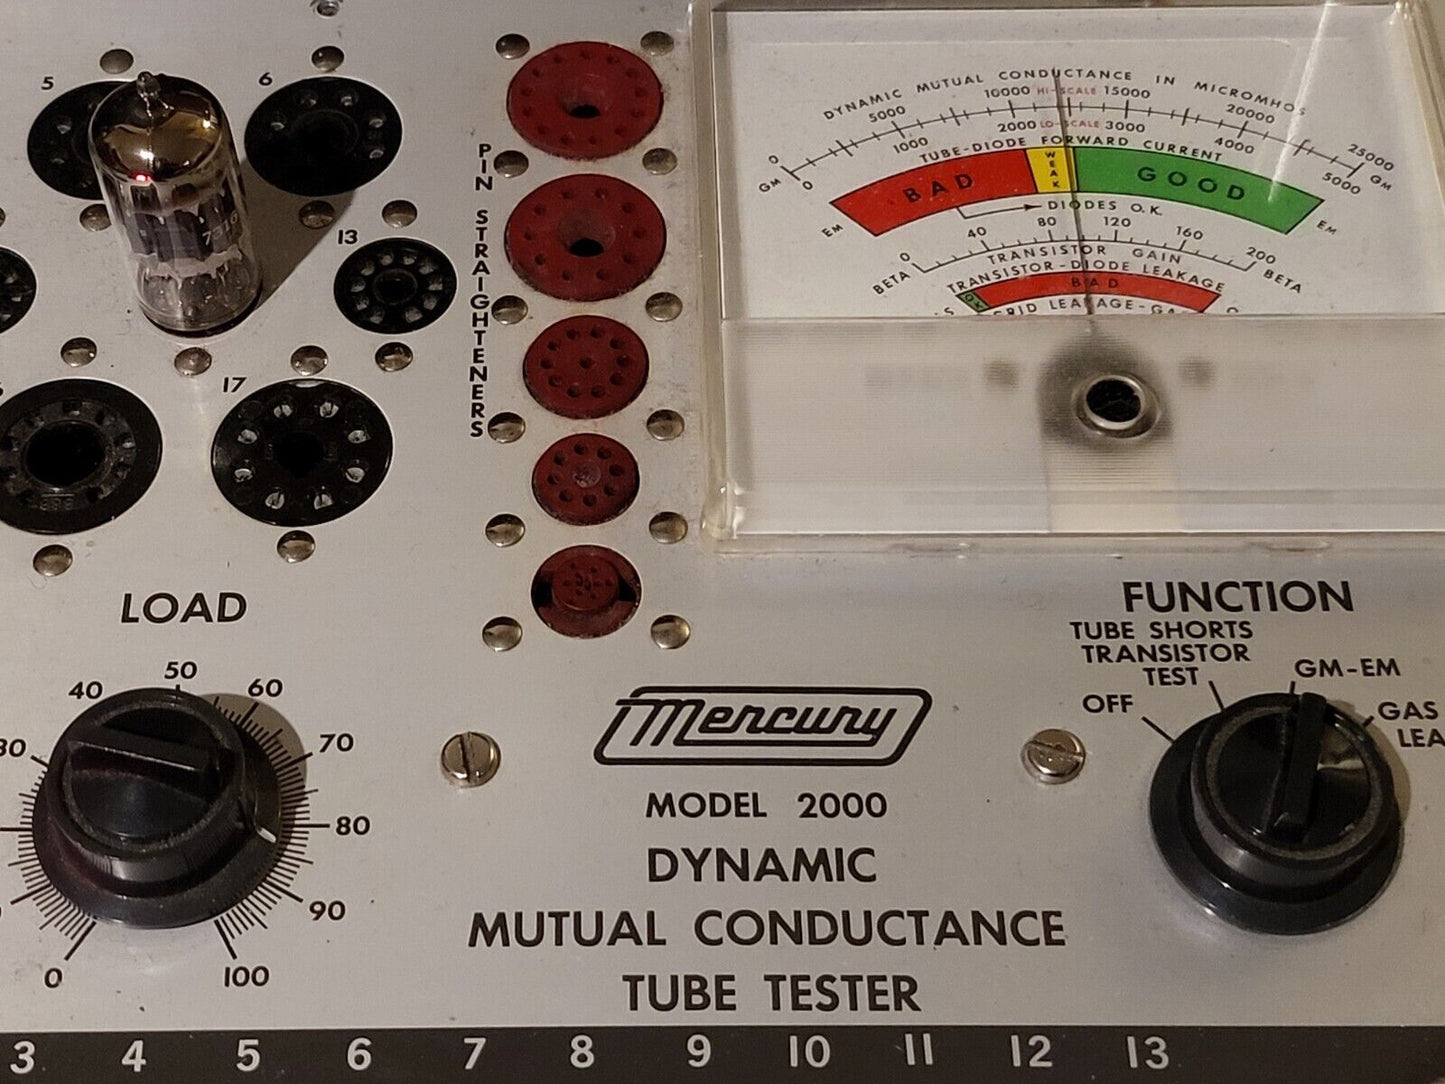 5
6
13
17
PIN STRAIGHTENERS
DYNAMIC MUTUAL CONDUCTANCE IN MICROMHOS
0 5000 10000 HI-SCALE 15000 20000 25000
GM GM
0 1000 2000 LO-SCALE 3000 4000 5000
TUBE-DIODE FORWARD CURRENT
BAD WEAK GOOD
EM DIODES O.K. EM
0 40 80 120 160 200
BETA TRANSISTOR GAIN BETA
TRANSISTOR-DIODE LEAKAGE
OK BAD
LOAD
30 40 50 60 70 80 90 100
0
Mercury
MODEL 2000
DYNAMIC
MUTUAL CONDUCTANCE
TUBE TESTER
FUNCTION
TUBE SHORTS
TRANSISTOR
TEST
OFF
GM-EM
GAS
LEA
3 4 5 6 7 8 9 10 11 12 13